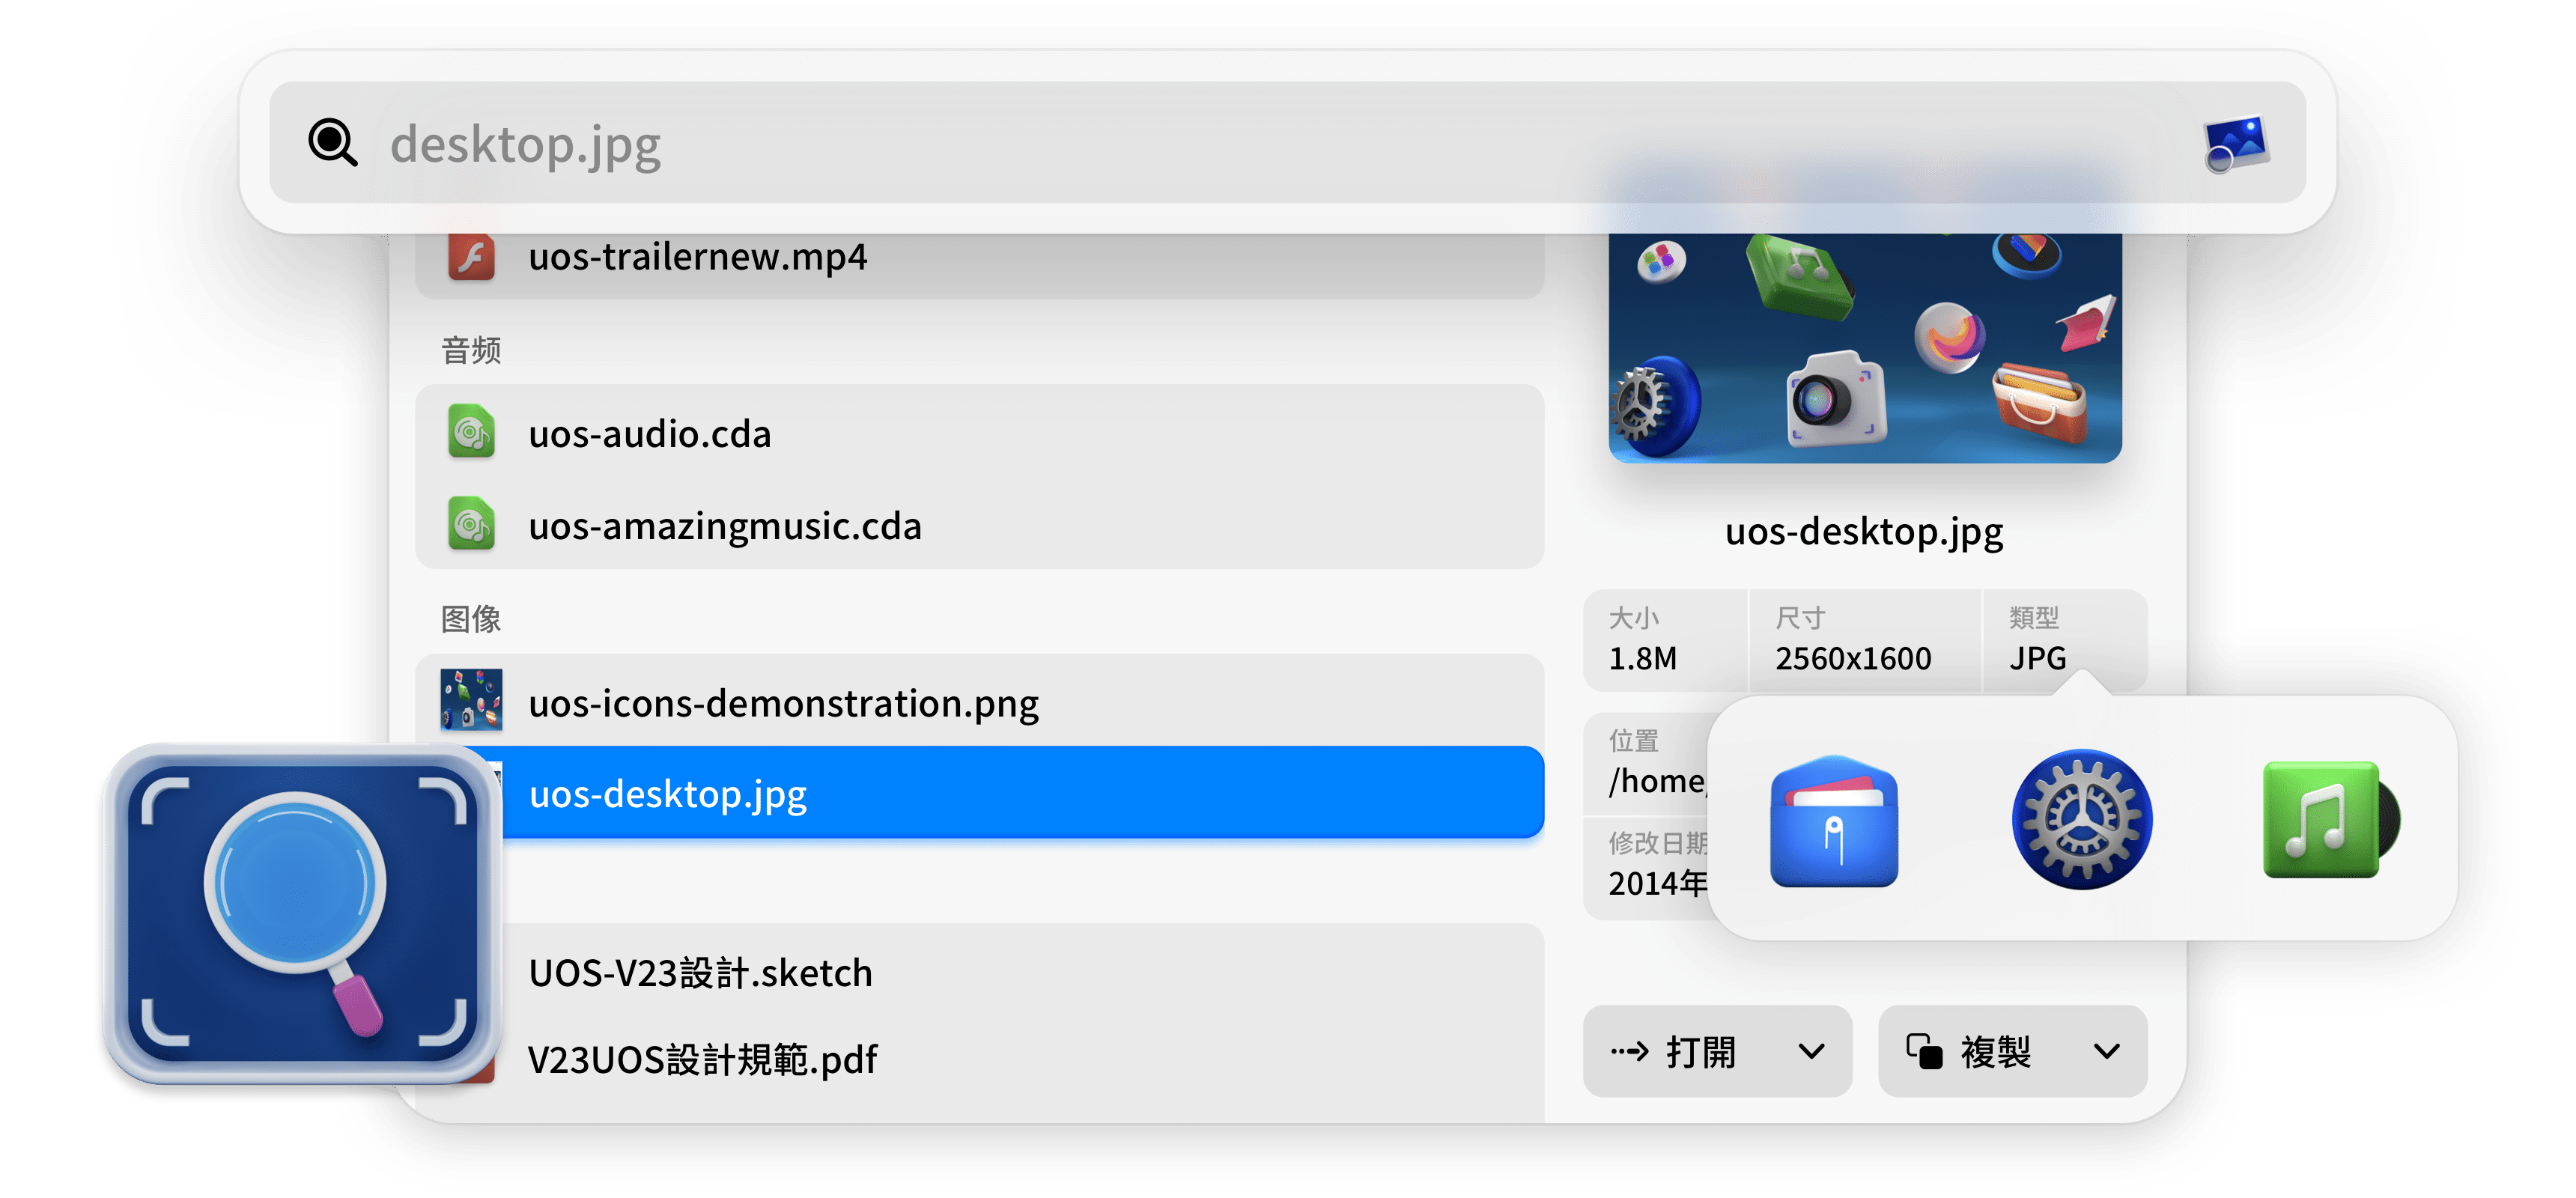 desktop.jpg
uos-trailernew.mp4
音频
uos-audio.cda
uos-amazingmusic.cda
图像
uos-icons-demonstration.png
uos-desktop.jpg
UOS-V23設計.sketch
V23UOS設計規範.pdf
uos-desktop.jpg
大小
1.8M
尺寸
2560x1600
類型
JPG
位置
/home/
修改日期
2014年
打開
複製